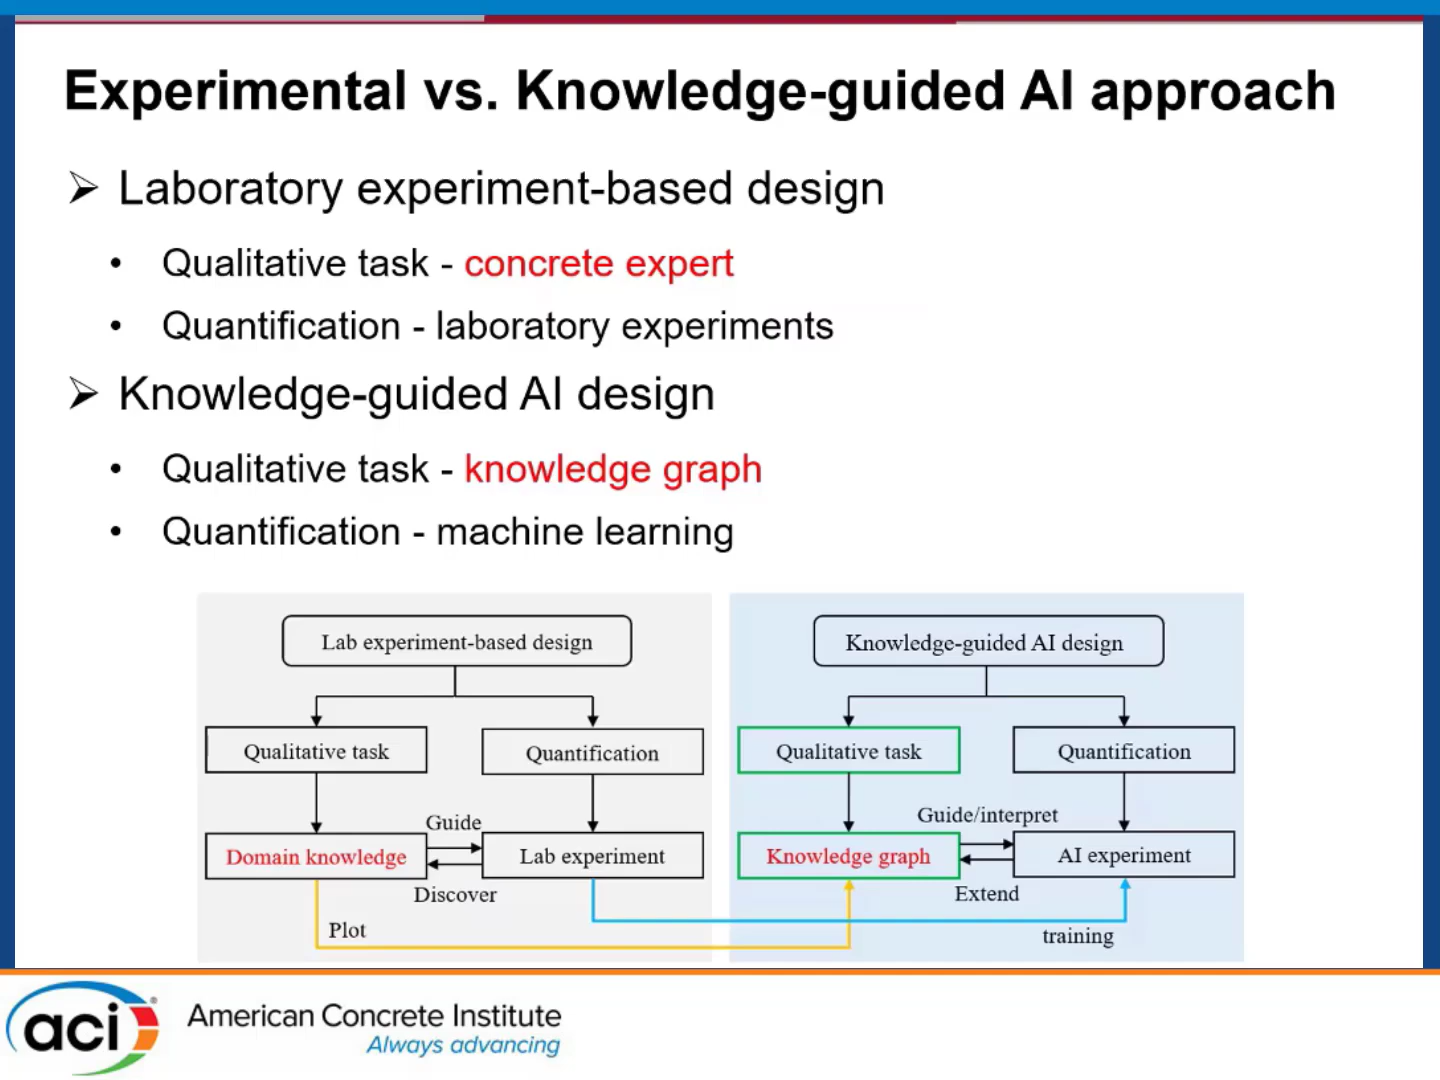 Experimental vs. Knowledge-guided AI approach
➢ Laboratory experiment-based design
• Qualitative task - concrete expert
• Quantification - laboratory experiments
➢ Knowledge-guided AI design
• Qualitative task - knowledge graph
• Quantification - machine learning
Lab experiment-based design
Qualitative task
Quantification
Guide
Domain knowledge
Lab experiment
Discover
Plot
Knowledge-guided AI design
Qualitative task
Quantification
Guide/interpret
Knowledge graph
AI experiment
Extend
training
aci®
American Concrete Institute
Always advancing